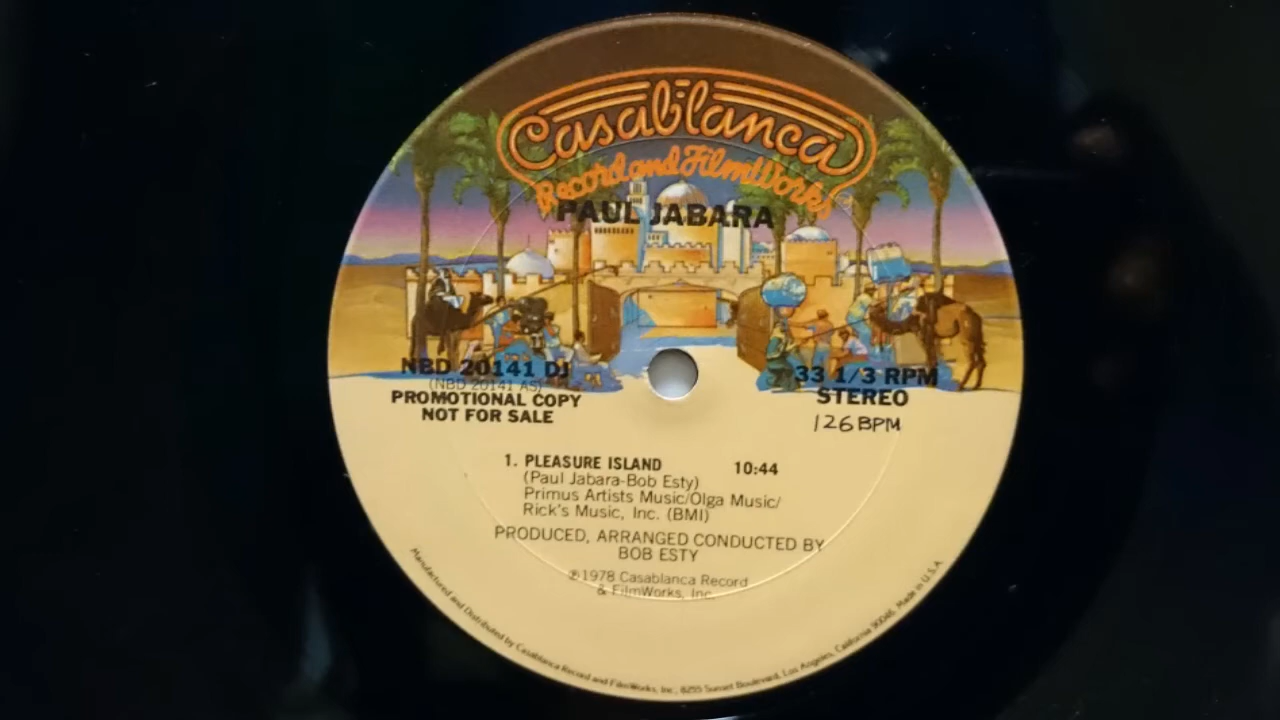 Casablanca
Record and FilmWorks
PAUL JABARA
NBD 20141 DJ
(NBD 20141 AS)
PROMOTIONAL COPY
NOT FOR SALE
33 1/3 RPM
STEREO
126 BPM
1. PLEASURE ISLAND 10:44
(Paul Jabara-Bob Esty)
Primus Artists Music/Olga Music/
Rick's Music, Inc. (BMI)
PRODUCED, ARRANGED CONDUCTED BY
BOB ESTY
℗1978 Casablanca Record
& FilmWorks, Inc.
Manufactured and Distributed by Casablanca Record and FilmWorks, Inc., 8255 Sunset Boulevard, Los Angeles, California 90046. Made in U.S.A.